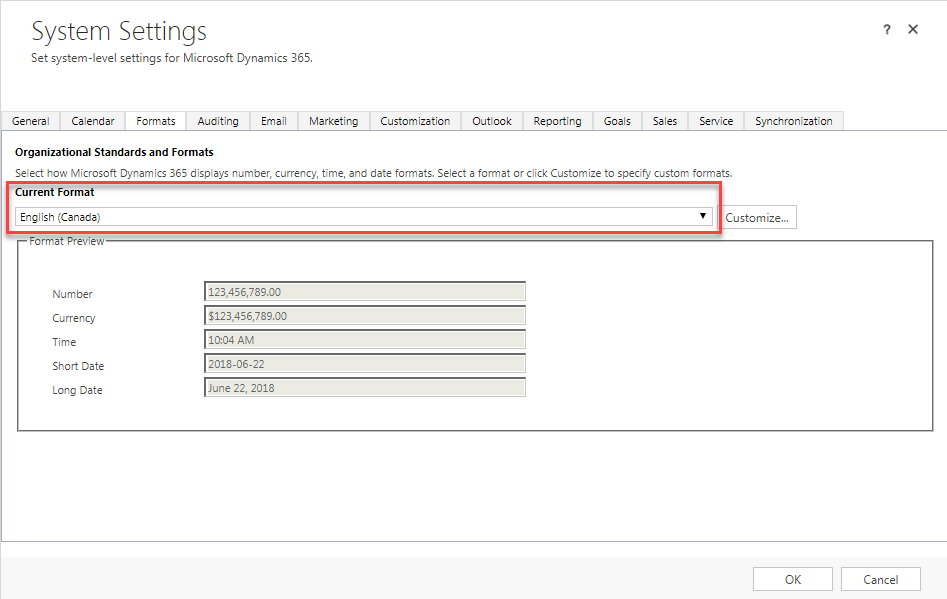 System Settings
? ✕
Set system-level settings for Microsoft Dynamics 365.
General Calendar Formats Auditing Email Marketing Customization Outlook Reporting Goals Sales Service Synchronization
Organizational Standards and Formats
Select how Microsoft Dynamics 365 displays number, currency, time, and date formats. Select a format or click Customize to specify custom formats.
Current Format
English (Canada) ▼ Customize...
Format Preview
Number 123,456,789.00
Currency $123,456,789.00
Time 10:04 AM
Short Date 2018-06-22
Long Date June 22, 2018
OK Cancel